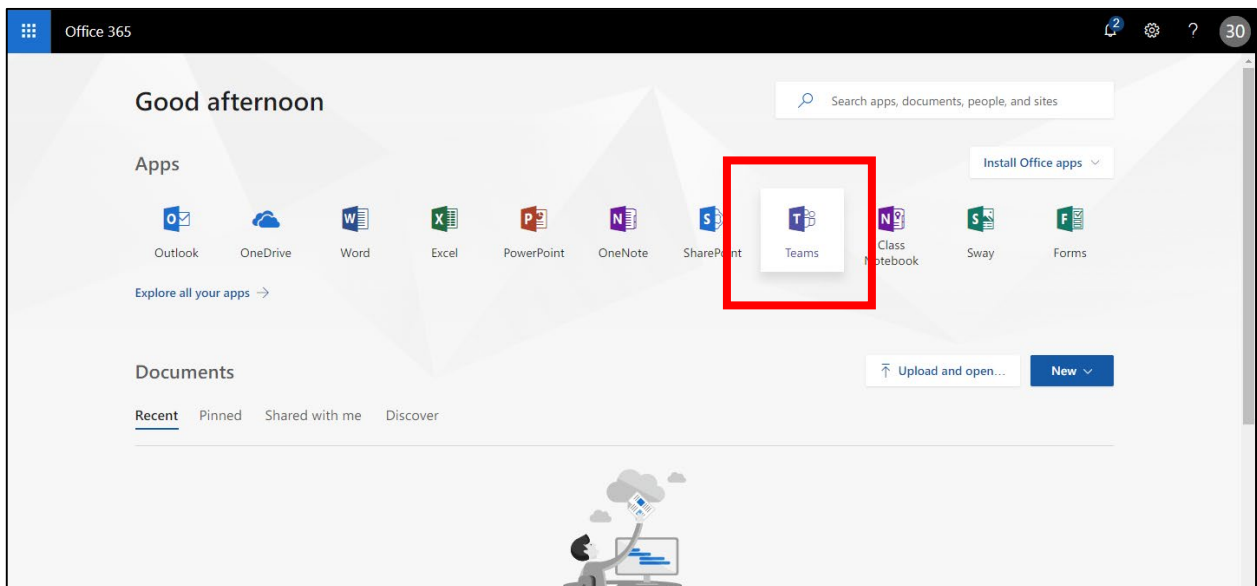 Office 365
2
?
30
Good afternoon
Search apps, documents, people, and sites
Apps
Install Office apps
Outlook
OneDrive
Word
Excel
PowerPoint
OneNote
SharePoint
Teams
Class
Notebook
Sway
Forms
Explore all your apps →
Documents
Upload and open...
New
Recent Pinned Shared with me Discover